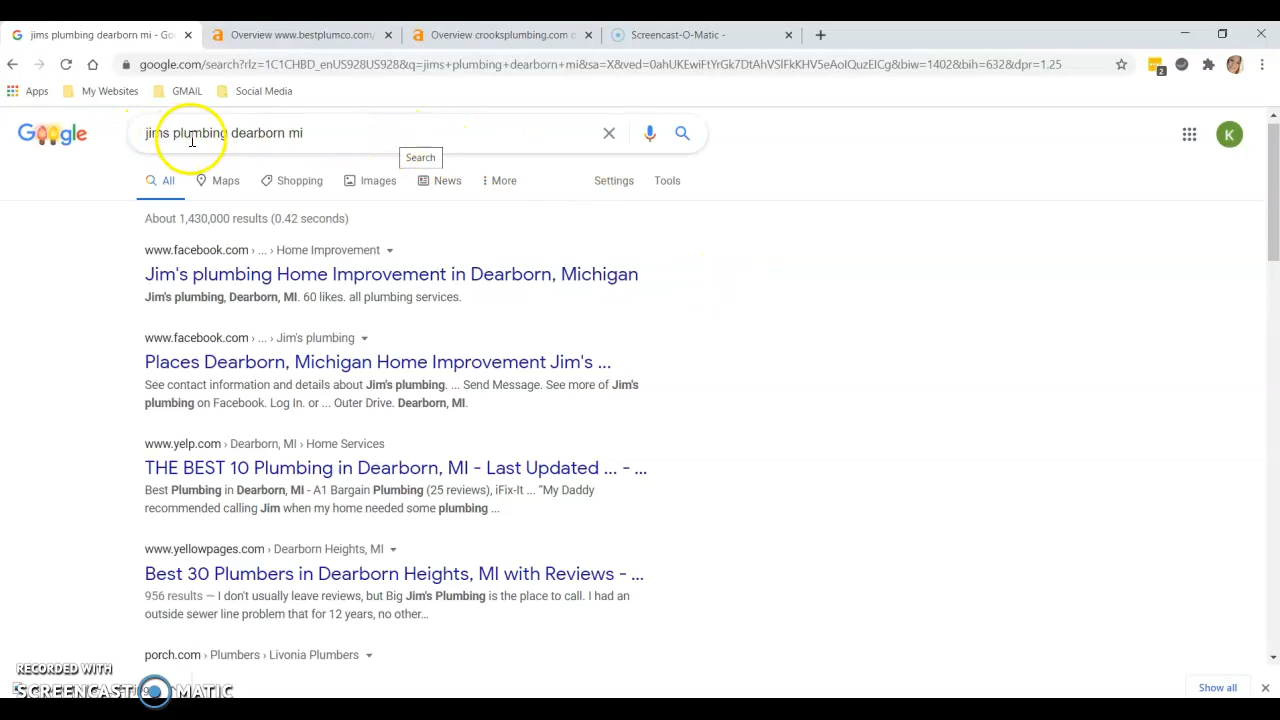 jims plumbing dearborn mi - Goo
Overview www.bestplumco.com/
Overview crooksplumbing.com c
Screencast-O-Matic -
google.com/search?rlz=1C1CHBD_enUS928US928&q=jims+plumbing+dearborn+mi&sa=X&ved=0ahUKEwiFtYrGk7DtAhVSlFkKHV5eAoIQuzEICg&biw=1402&bih=632&dpr=1.25
2
Apps
My Websites
GMAIL
Social Media
Google
jims plumbing dearborn mi
K
Search
All
Maps
Shopping
Images
News
More
Settings
Tools
About 1,430,000 results (0.42 seconds)
www.facebook.com › ... › Home Improvement
Jim's plumbing Home Improvement in Dearborn, Michigan
Jim's plumbing, Dearborn, MI. 60 likes. all plumbing services.
www.facebook.com › ... › Jim's plumbing
Places Dearborn, Michigan Home Improvement Jim's ...
See contact information and details about Jim's plumbing. ... Send Message. See more of Jim's
plumbing on Facebook. Log In. or ... Outer Drive. Dearborn, MI.
www.yelp.com › Dearborn, MI › Home Services
THE BEST 10 Plumbing in Dearborn, MI - Last Updated ... - ...
Best Plumbing in Dearborn, MI - A1 Bargain Plumbing (25 reviews), iFix-It ... "My Daddy
recommended calling Jim when my home needed some plumbing ...
www.yellowpages.com › Dearborn Heights, MI
Best 30 Plumbers in Dearborn Heights, MI with Reviews - ...
956 results — I don't usually leave reviews, but Big Jim's Plumbing is the place to call. I had an
outside sewer line problem that for 12 years, no other...
porch.com › Plumbers › Livonia Plumbers
RECORDED WITH
SCREENCAST-O-MATIC
Show all